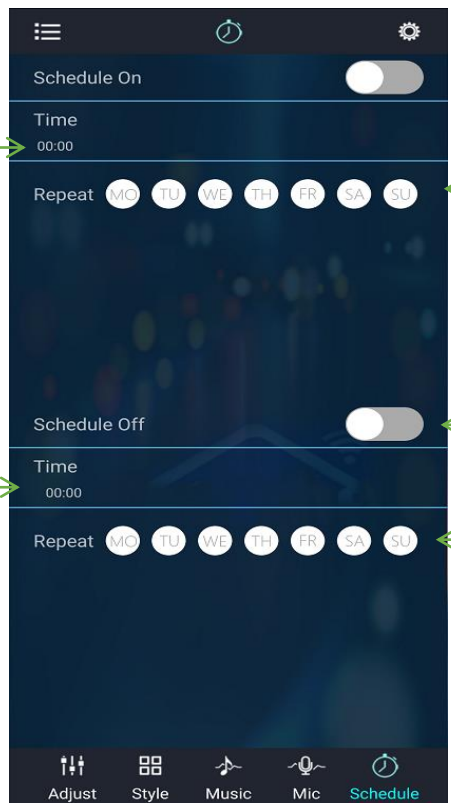 Schedule On
Time
00:00
Repeat MO TU WE TH FR SA SU
Schedule Off
Time
00:00
Repeat MO TU WE TH FR SA SU
Adjust Style Music Mic Schedule